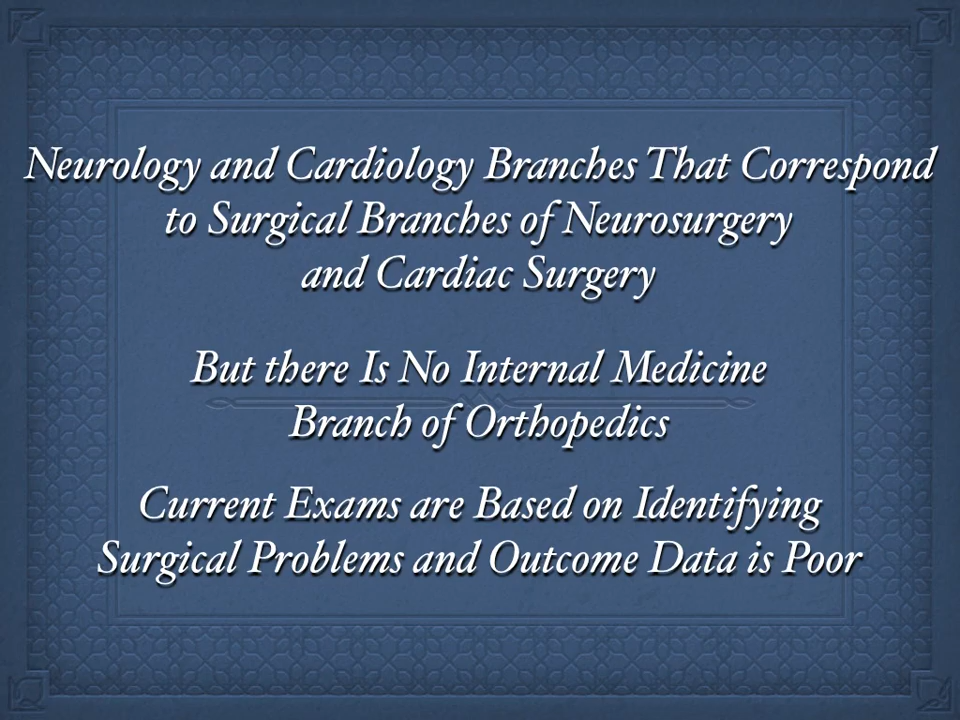 Neurology and Cardiology Branches That Correspond
to Surgical Branches of Neurosurgery
and Cardiac Surgery
But there Is No Internal Medicine
Branch of Orthopedics
Current Exams are Based on Identifying
Surgical Problems and Outcome Data is Poor